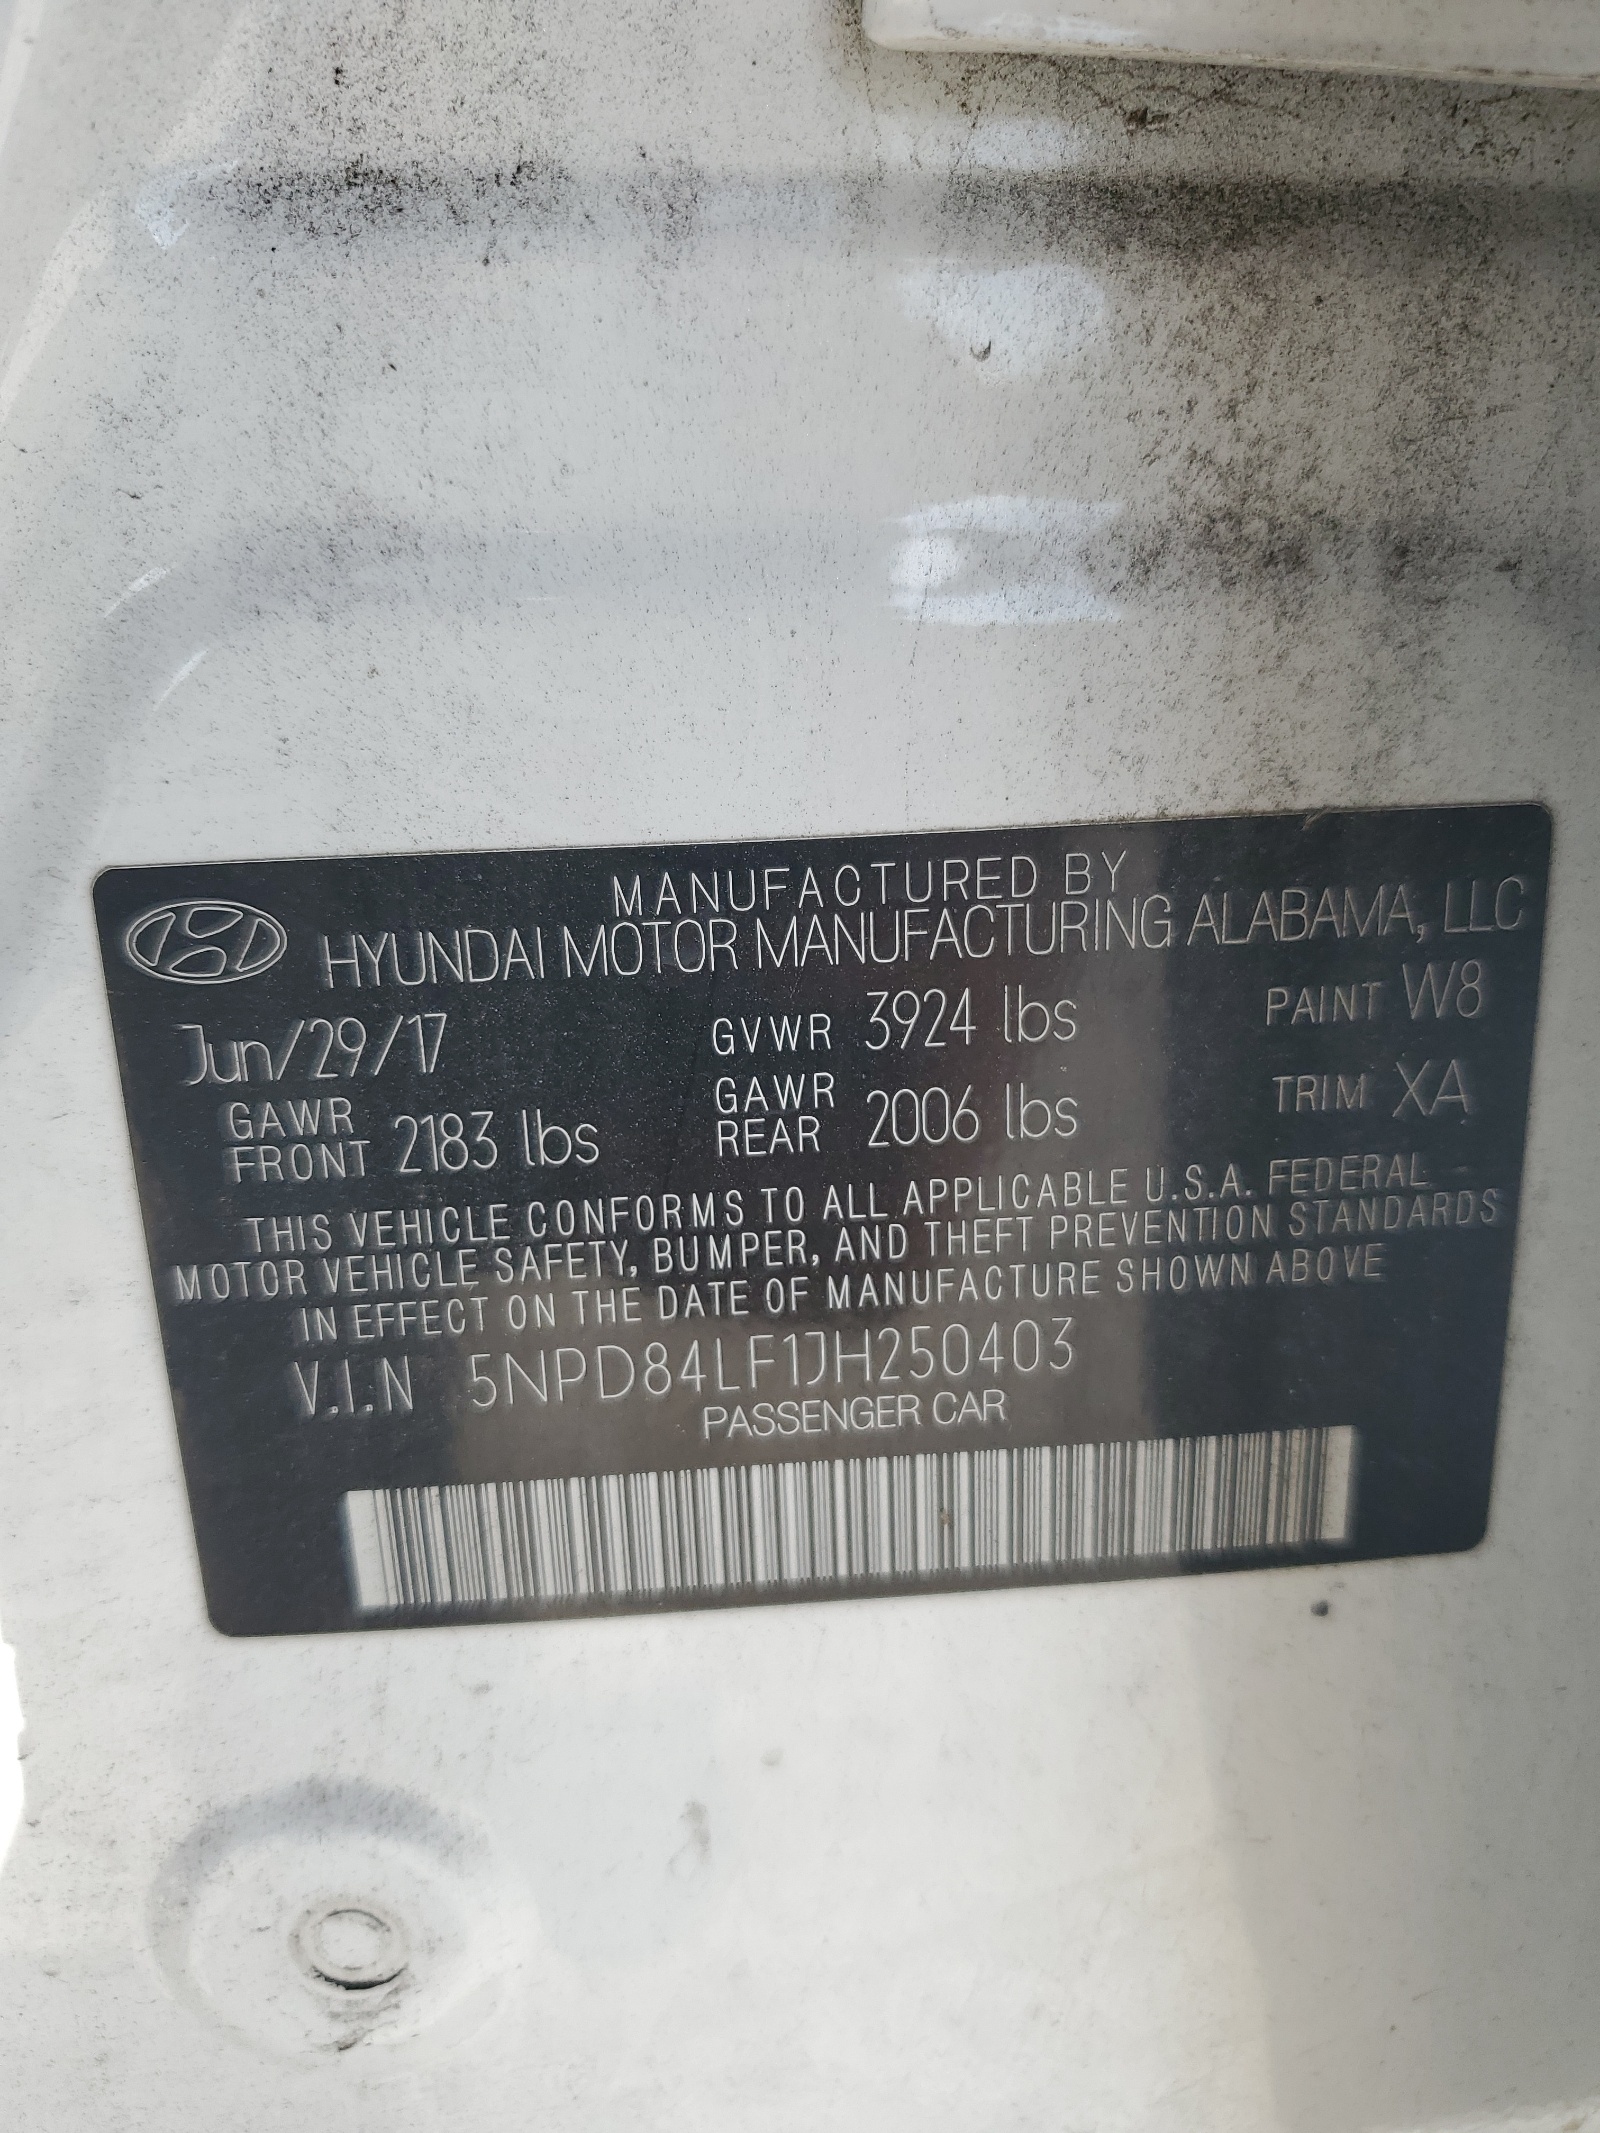 MANUFACTURED BY
HYUNDAI MOTOR MANUFACTURING ALABAMA, LLC
Jun/29/17 GVWR 3924 lbs PAINT W8
GAWR FRONT 2183 lbs GAWR REAR 2006 lbs TRIM XA
THIS VEHICLE CONFORMS TO ALL APPLICABLE U.S.A. FEDERAL
MOTOR VEHICLE SAFETY, BUMPER, AND THEFT PREVENTION STANDARDS
IN EFFECT ON THE DATE OF MANUFACTURE SHOWN ABOVE
V.I.N 5NPD84LF1JH250403
PASSENGER CAR